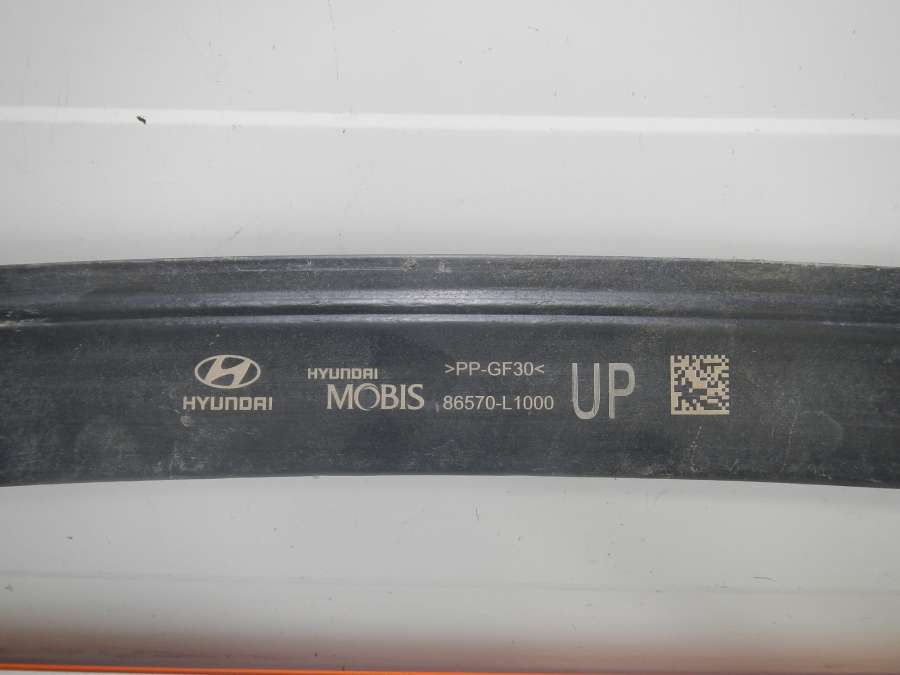 HYUNDAI
HYUNDAI
MOBIS
>PP-GF30<
86570-L1000
UP